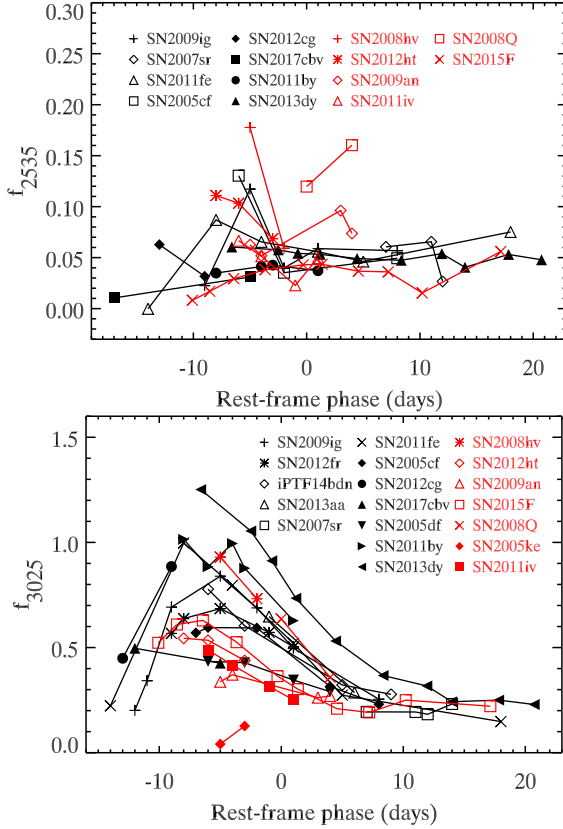 0.30
0.25
0.20
0.15
0.10
0.05
0.00
f_2535
SN2009ig
SN2007sr
SN2011fe
SN2005cf
SN2012cg
SN2017cbv
SN2011by
SN2013dy
SN2008hv
SN2012ht
SN2009an
SN2011iv
SN2008Q
SN2015F
-10
0
10
20
Rest-frame phase (days)
1.5
1.0
0.5
0.0
f_3025
SN2009ig
SN2012fr
iPTF14bdn
SN2013aa
SN2007sr
SN2011fe
SN2005cf
SN2012cg
SN2017cbv
SN2005df
SN2011by
SN2013dy
SN2008hv
SN2012ht
SN2009an
SN2015F
SN2008Q
SN2005ke
SN2011iv
-10
0
10
20
Rest-frame phase (days)